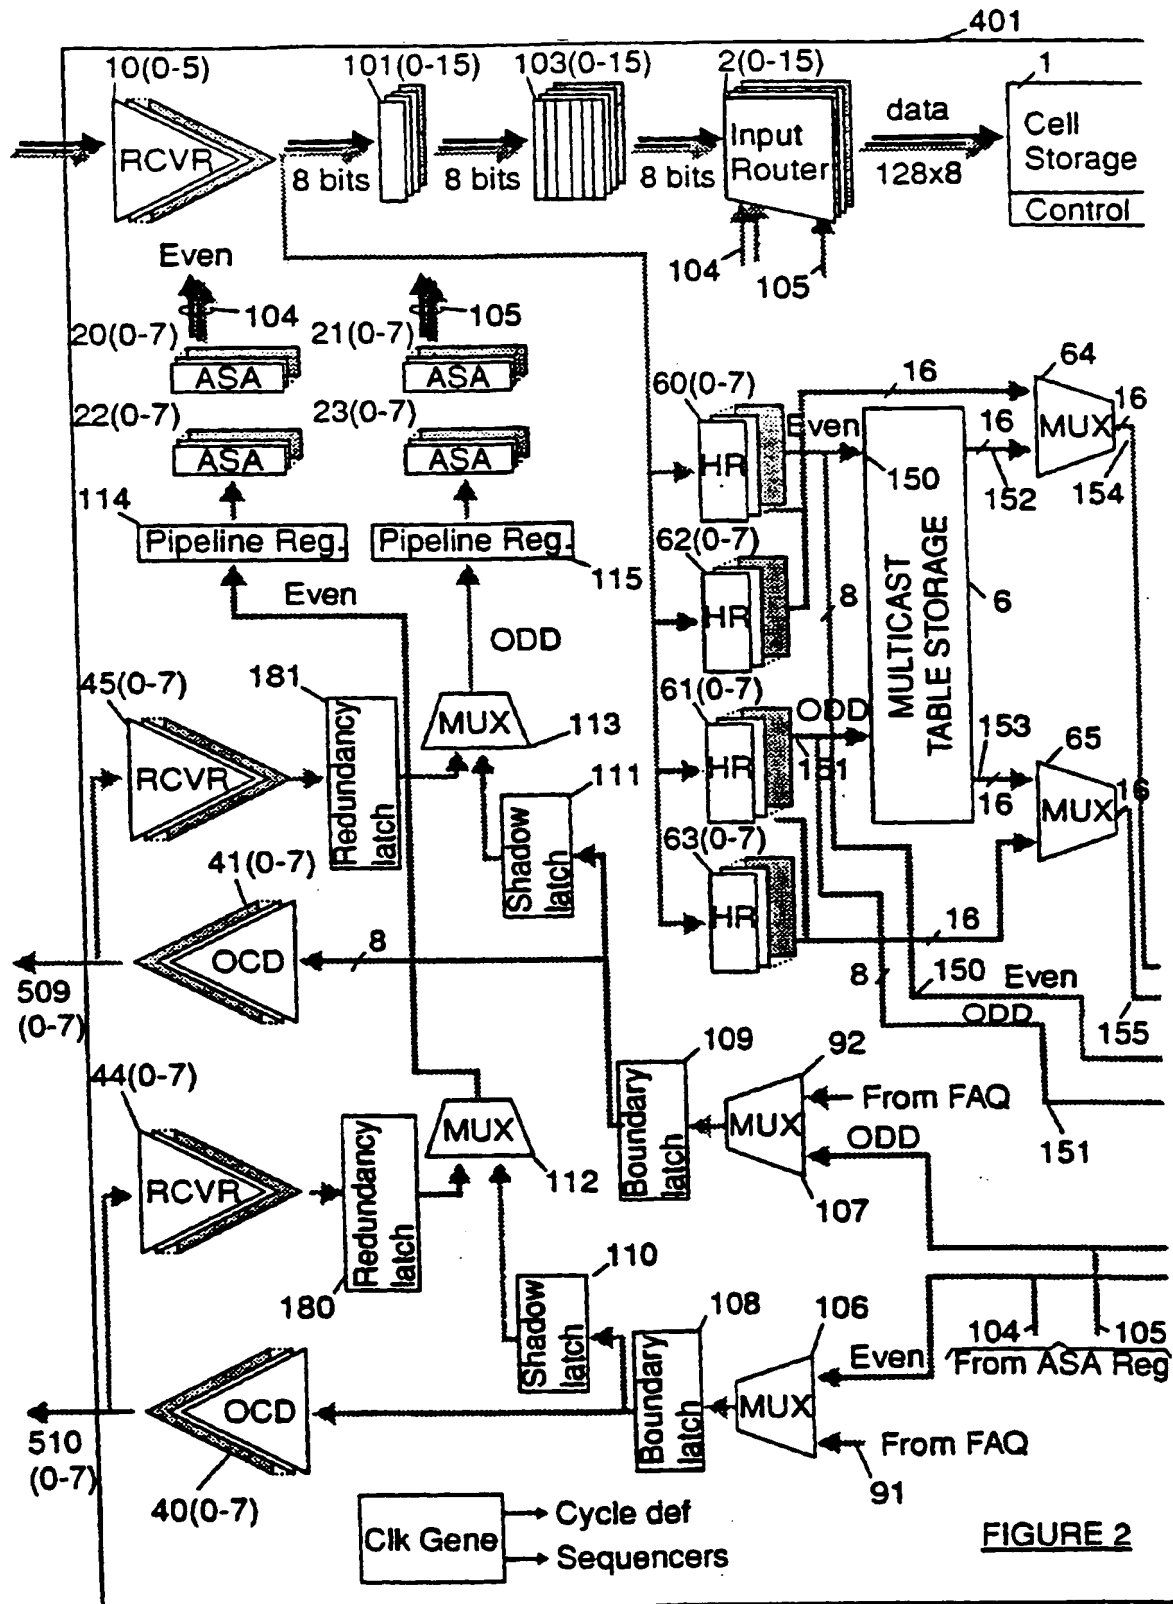 401
10(0-5) 101(0-15) 103(0-15) 2(0-15) 1
RCVR 8 bits 8 bits 8 bits Input Router data 128x8 Cell Storage
Control
104 105
Even
104 105
20(0-7) 21(0-7)
ASA ASA
22(0-7) 23(0-7)
ASA ASA
114
Pipeline Reg. Pipeline Reg.
115
Even
ODD
60(0-7) 16 64
HR Even 16 MUX 16
150 152 154
62(0-7)
HR 8 MULTICAST TABLE STORAGE 6
61(0-7) ODD
HR 151 8 153 65
16 MUX 16
63(0-7)
HR 16
8 150 Even
ODD 155
151
45(0-7) 181
RCVR Redundancy latch MUX 113
111
Shadow latch
41(0-7)
OCD 8
509
(0-7)
44(0-7) 109 92
RCVR MUX Boundary latch MUX From FAQ
ODD
112 107
Redundancy latch
180
110
Shadow latch 108 106
104 105
Even From ASA Reg
OCD Boundary latch MUX
510
(0-7)
From FAQ
91
40(0-7)
Clk Gene Cycle def
Sequencers
FIGURE 2